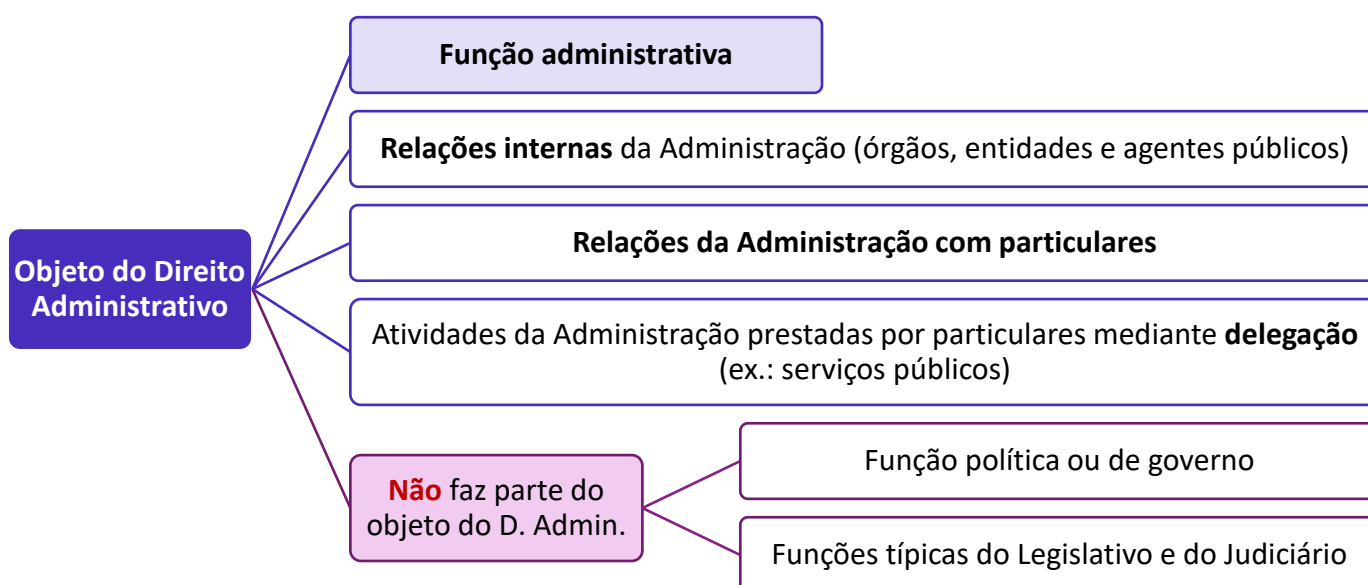 Função administrativa
Relações internas da Administração (órgãos, entidades e agentes públicos)
Relações da Administração com particulares
Objeto do Direito
Administrativo
Atividades da Administração prestadas por particulares mediante delegação
(ex.: serviços públicos)
Não faz parte do
objeto do D. Admin.
Função política ou de governo
Funções típicas do Legislativo e do Judiciário